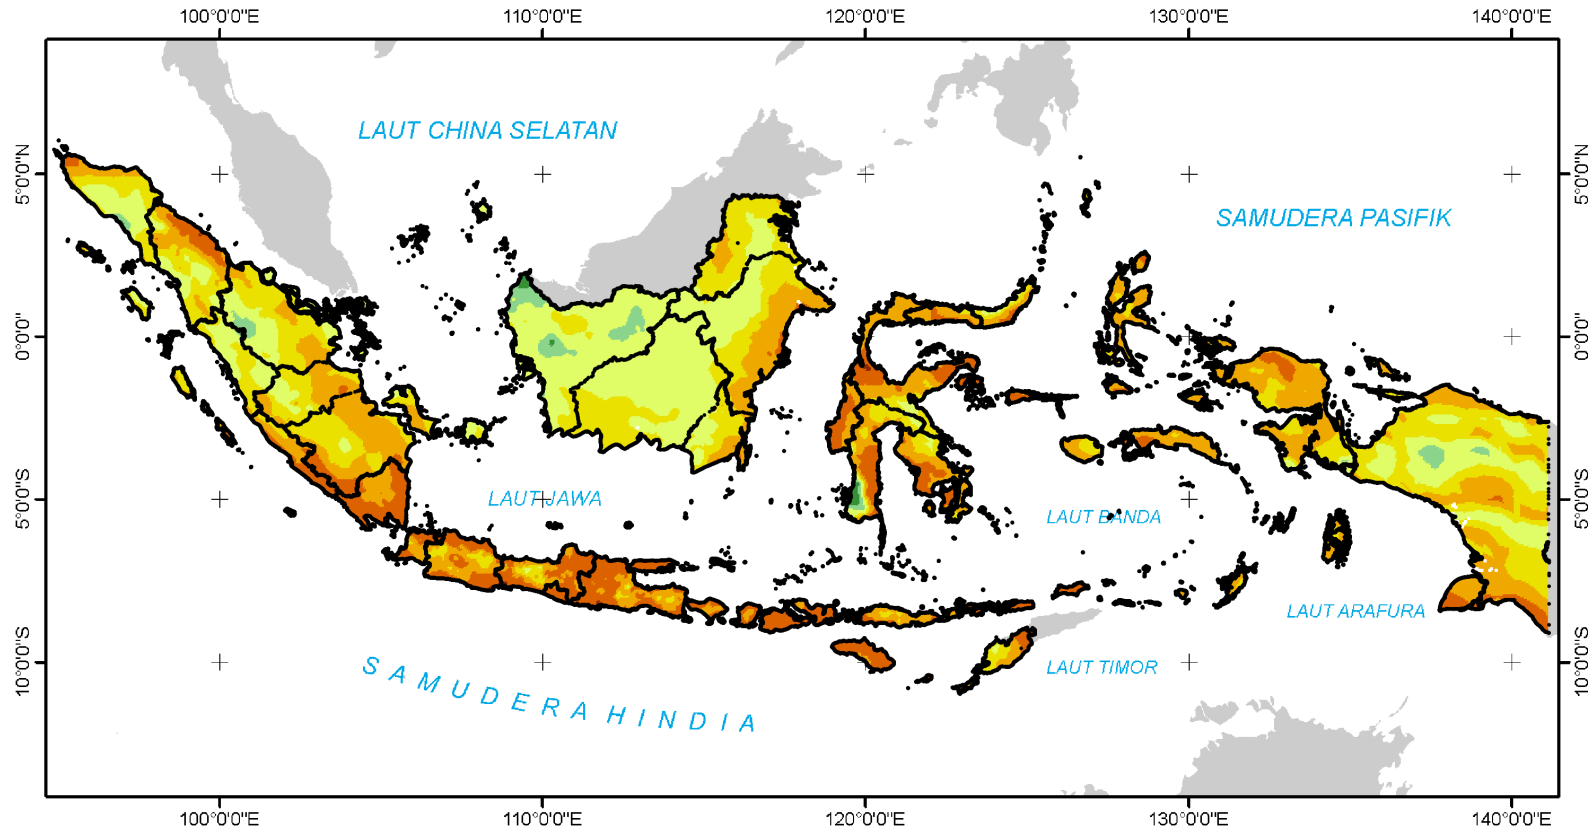 100°0'0"E 110°0'0"E 120°0'0"E 130°0'0"E 140°0'0"E
LAUT CHINA SELATAN
5°0'0"N 5°0'0"N
SAMUDERA PASIFIK
0°0'0" 0°0'0"
LAUT JAWA
5°0'0"S 5°0'0"S
LAUT BANDA
LAUT ARAFURA
10°0'0"S 10°0'0"S
LAUT TIMOR
SAMUDERA HINDIA
100°0'0"E 110°0'0"E 120°0'0"E 130°0'0"E 140°0'0"E